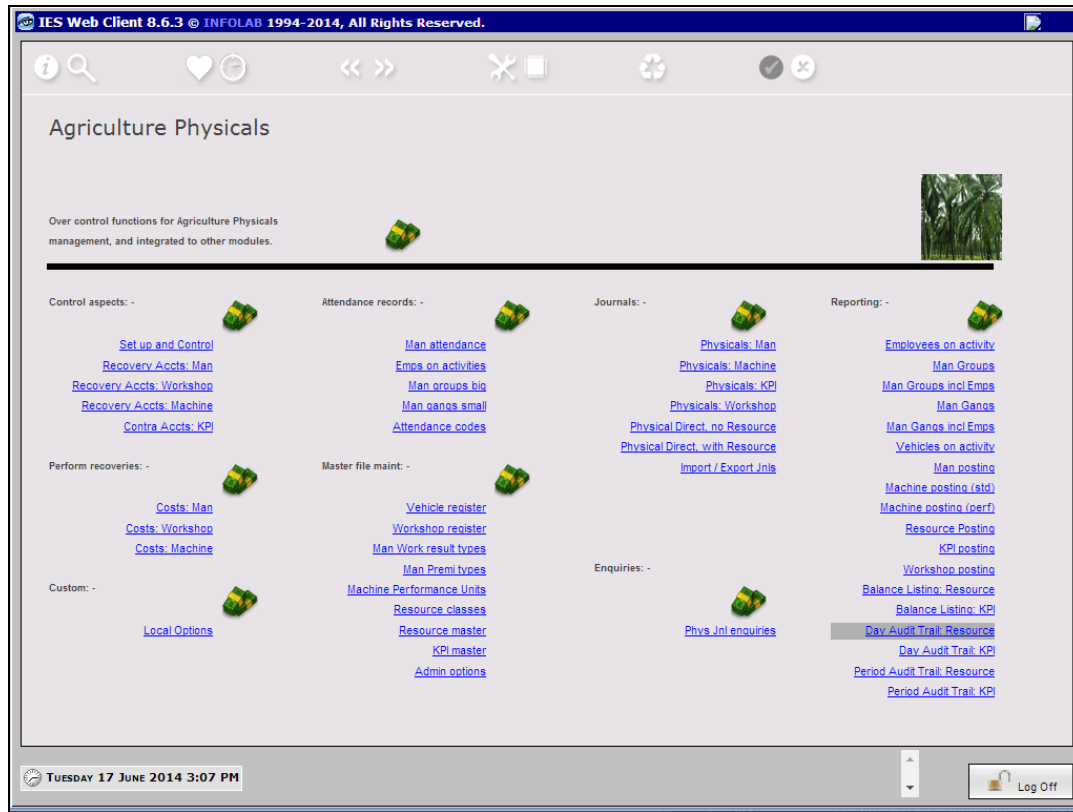 IES Web Client 8.6.3 © INFOLAB 1994-2014, All Rights Reserved.
Agriculture Physicals
Over control functions for Agriculture Physicals
management, and integrated to other modules.
Control aspects: -
Set up and Control
Recovery Accts: Man
Recovery Accts: Workshop
Recovery Accts: Machine
Contra Accts: KPI
Perform recoveries: -
Costs: Man
Costs: Workshop
Costs: Machine
Custom: -
Local Options
Attendance records: -
Man attendance
Emps on activities
Man groups big
Man gangs small
Attendance codes
Master file maint: -
Vehicle register
Workshop register
Man Work result types
Man Premi types
Machine Performance Units
Resource classes
Resource master
KPI master
Admin options
Journals: -
Physicals: Man
Physicals: Machine
Physicals: KPI
Physicals: Workshop
Physical Direct, no Resource
Physical Direct, with Resource
Import / Export Jnls
Enquiries: -
Phys Jnl enquiries
Reporting: -
Employees on activity
Man Groups
Man Groups incl Emps
Man Gangs
Man Gangs incl Emps
Vehicles on activity
Man posting
Machine posting (std)
Machine posting (perf)
Resource Posting
KPI posting
Workshop posting
Balance Listing: Resource
Balance Listing: KPI
Day Audit Trail: Resource
Day Audit Trail: KPI
Period Audit Trail: Resource
Period Audit Trail: KPI
Tuesday 17 June 2014 3:07 PM
Log Off